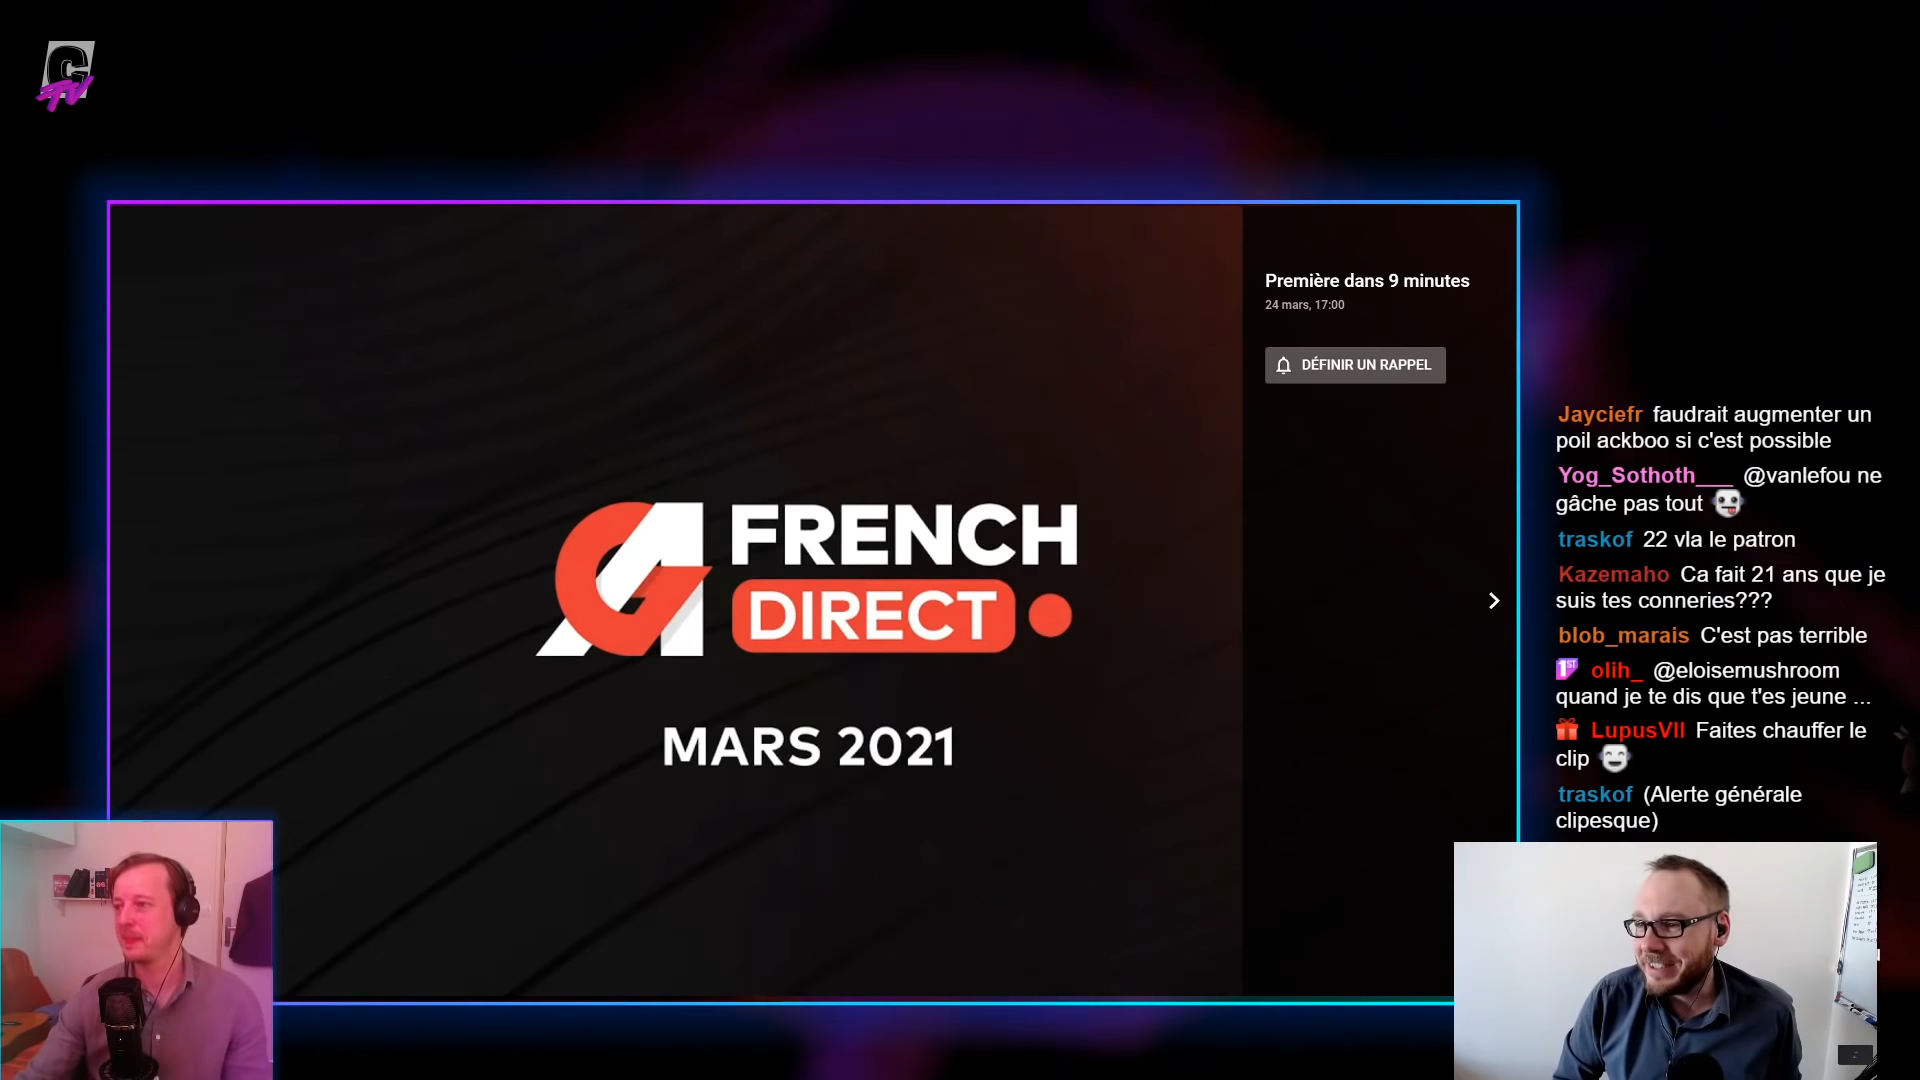 C
TV
Première dans 9 minutes
24 mars, 17:00
DÉFINIR UN RAPPEL
AG FRENCH
DIRECT
MARS 2021
Jayciefr faudrait augmenter un
poil ackboo si c'est possible
Yog_Sothoth___ @vanlefou ne
gâche pas tout
traskof 22 vla le patron
Kazemaho Ca fait 21 ans que je
suis tes conneries???
blob_marais C'est pas terrible
1ST olih_ @eloisemushroom
quand je te dis que t'es jeune ...
LupusVII Faites chauffer le
clip
traskof (Alerte générale
clipesque)